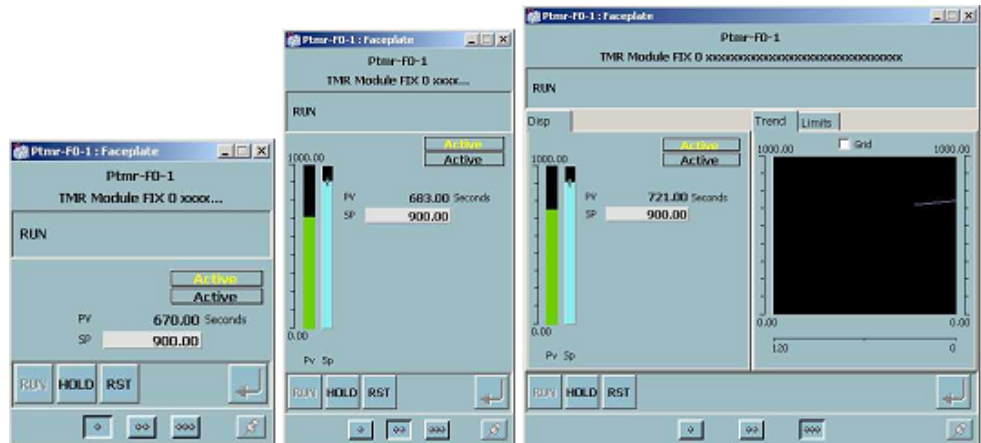 Ptmr-F0-1 : Faceplate
Ptmr-F0-1
TMR Module FIX 0 xxxx...
RUN
Active
Active
PV 670.00 Seconds
SP 900.00
RUN HOLD RST
Ptmr-F0-1 : Faceplate
Ptmr-F0-1
TMR Module FIX 0 xxxx...
RUN
Active
Active
1000.00
PV 683.00 Seconds
SP 900.00
0.00
Pv Sp
RUN HOLD RST
Ptmr-F0-1 : Faceplate
Ptmr-F0-1
TMR Module FIX 0 xxxxxxxxxxxxxxxxxxxxxxxxxxxxxxxx
RUN
Disp
Active
Active
1000.00
PV 721.00 Seconds
SP 900.00
0.00
Pv Sp
Trend Limits
Grid
1000.00 1000.00
0.00 0.00
120 0
RUN HOLD RST